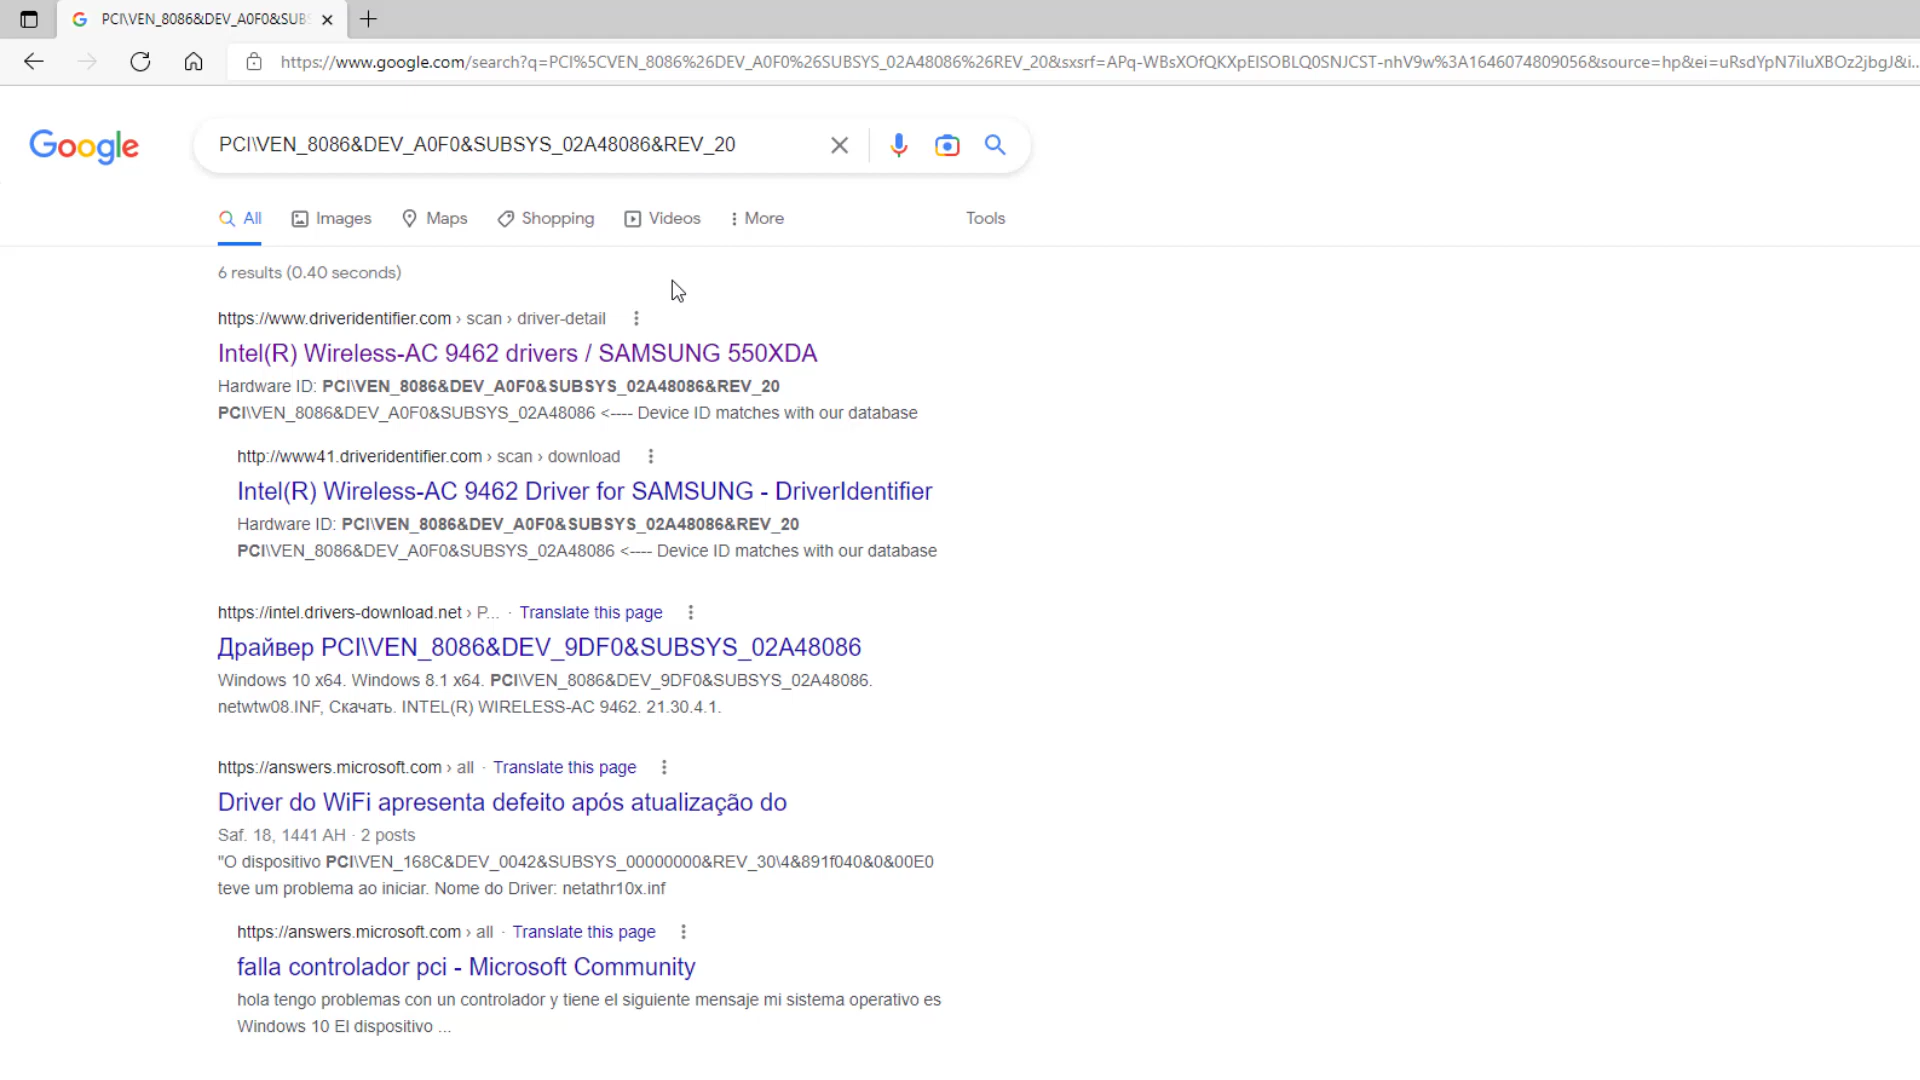 PCI\VEN_8086&DEV_A0F0&SUBS
https://www.google.com/search?q=PCI%5CVEN_8086%26DEV_A0F0%26SUBSYS_02A48086%26REV_20&sxsrf=APq-WBsXOfQKXpEISOBLQ0SNJCST-nhV9w%3A1646074809056&source=hp&ei=uRsdYpN7iIuXBOz2jbgJ&i...
Google
PCI\VEN_8086&DEV_A0F0&SUBSYS_02A48086&REV_20
All Images Maps Shopping Videos More Tools
6 results (0.40 seconds)
https://www.driveridentifier.com › scan › driver-detail
Intel(R) Wireless-AC 9462 drivers / SAMSUNG 550XDA
Hardware ID: PCI\VEN_8086&DEV_A0F0&SUBSYS_02A48086&REV_20
PCI\VEN_8086&DEV_A0F0&SUBSYS_02A48086 <---- Device ID matches with our database
http://www41.driveridentifier.com › scan › download
Intel(R) Wireless-AC 9462 Driver for SAMSUNG - DriverIdentifier
Hardware ID: PCI\VEN_8086&DEV_A0F0&SUBSYS_02A48086&REV_20
PCI\VEN_8086&DEV_A0F0&SUBSYS_02A48086 <---- Device ID matches with our database
https://intel.drivers-download.net › P... · Translate this page
Драйвер PCI\VEN_8086&DEV_9DF0&SUBSYS_02A48086
Windows 10 x64. Windows 8.1 x64. PCI\VEN_8086&DEV_9DF0&SUBSYS_02A48086.
netwtw08.INF, Скачать. INTEL(R) WIRELESS-AC 9462. 21.30.4.1.
https://answers.microsoft.com › all · Translate this page
Driver do WiFi apresenta defeito após atualização do
Saf. 18, 1441 AH · 2 posts
"O dispositivo PCI\VEN_168C&DEV_0042&SUBSYS_00000000&REV_30\4&891f040&0&00E0
teve um problema ao iniciar. Nome do Driver: netathr10x.inf
https://answers.microsoft.com › all · Translate this page
falla controlador pci - Microsoft Community
hola tengo problemas con un controlador y tiene el siguiente mensaje mi sistema operativo es
Windows 10 El dispositivo ...